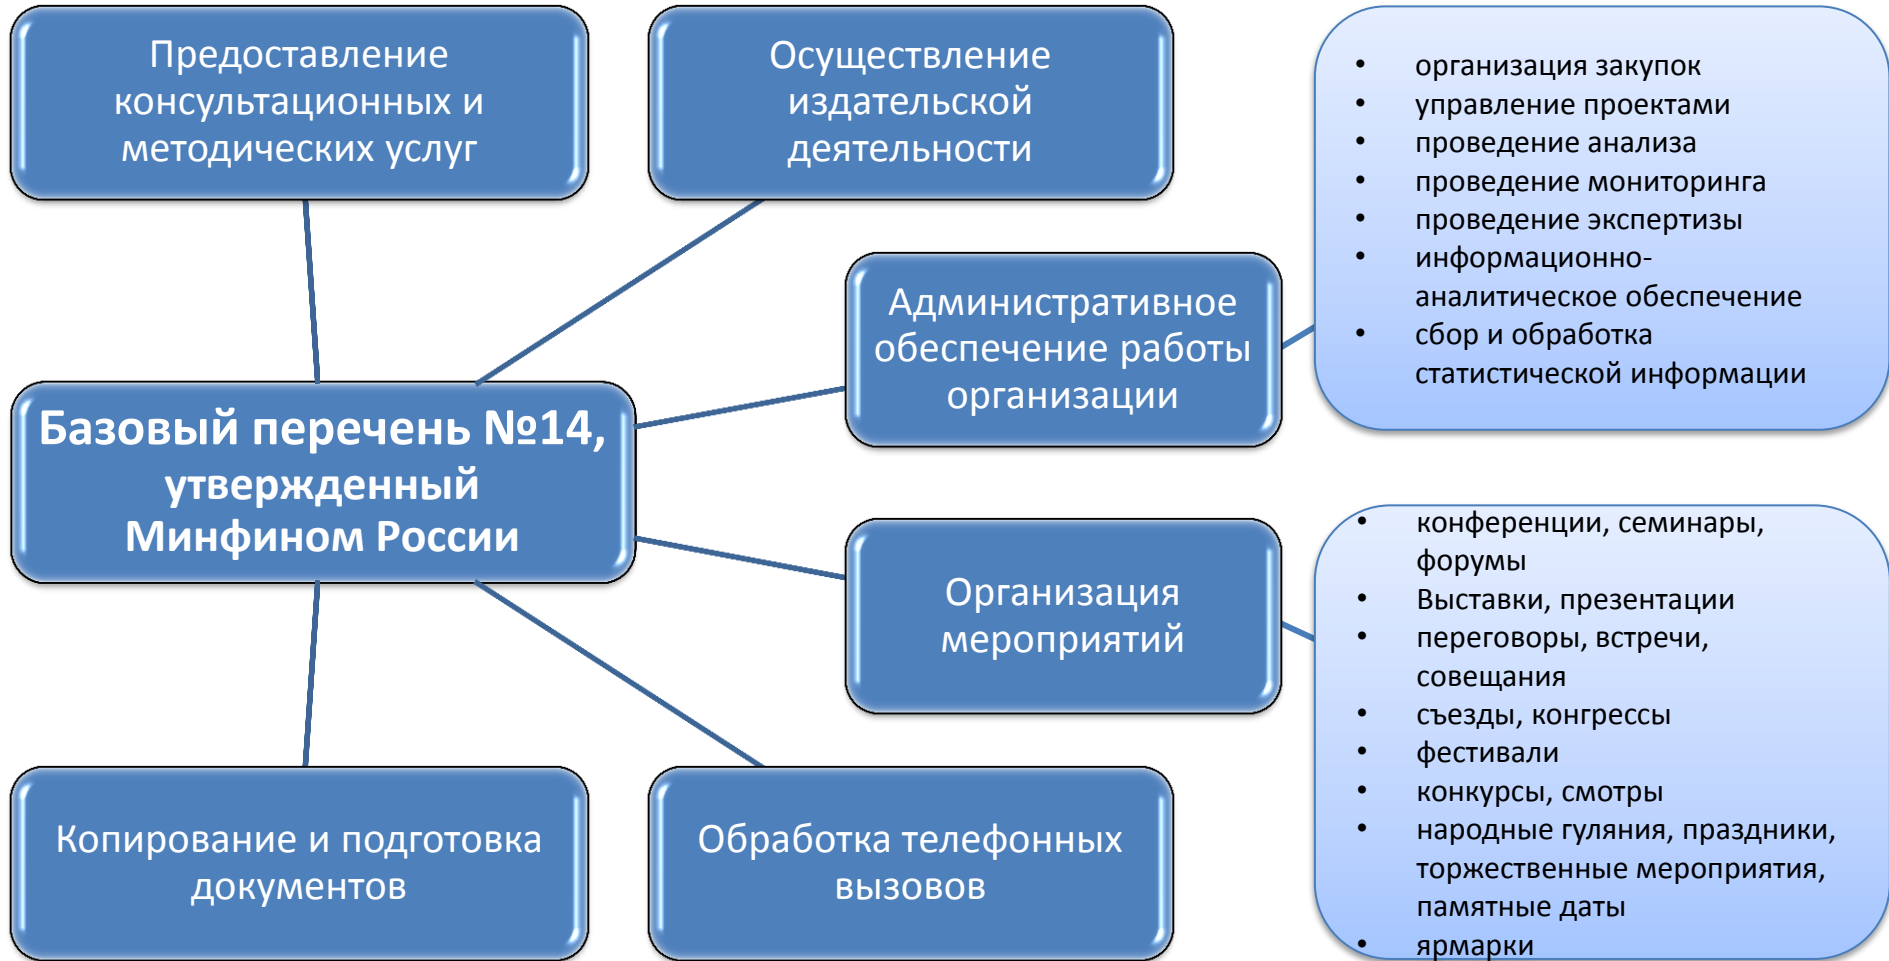 Предоставление
консультационных и
методических услуг
Осуществление
издательской
деятельности
• организация закупок
• управление проектами
• проведение анализа
• проведение мониторинга
• проведение экспертизы
• информационно-
аналитическое обеспечение
• сбор и обработка
статистической информации
Административное
обеспечение работы
организации
Базовый перечень №14,
утвержденный
Минфином России
Организация
мероприятий
• конференции, семинары,
форумы
• Выставки, презентации
• переговоры, встречи,
совещания
• съезды, конгрессы
• фестивали
• конкурсы, смотры
• народные гуляния, праздники,
торжественные мероприятия,
памятные даты
• ярмарки
Копирование и подготовка
документов
Обработка телефонных
вызовов